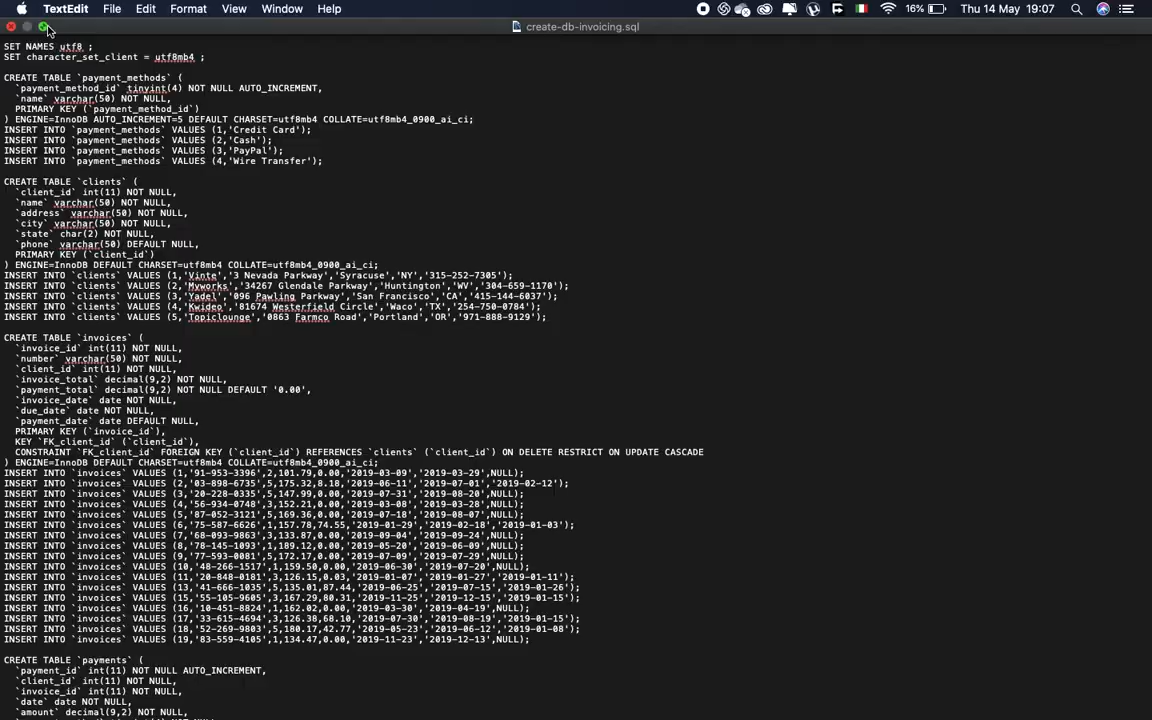 TextEdit File Edit Format View Window Help 16% Thu 14 May 19:07
create-db-invoicing.sql
SET NAMES utf8 ;
SET character_set_client = utf8mb4 ;
CREATE TABLE `payment_methods` (
`payment_method_id` tinyint(4) NOT NULL AUTO_INCREMENT,
`name` varchar(50) NOT NULL,
PRIMARY KEY (`payment_method_id`)
) ENGINE=InnoDB AUTO_INCREMENT=5 DEFAULT CHARSET=utf8mb4 COLLATE=utf8mb4_0900_ai_ci;
INSERT INTO `payment_methods` VALUES (1,'Credit Card');
INSERT INTO `payment_methods` VALUES (2,'Cash');
INSERT INTO `payment_methods` VALUES (3,'PayPal');
INSERT INTO `payment_methods` VALUES (4,'Wire Transfer');
CREATE TABLE `clients` (
`client_id` int(11) NOT NULL,
`name` varchar(50) NOT NULL,
`address` varchar(50) NOT NULL,
`city` varchar(50) NOT NULL,
`state` char(2) NOT NULL,
`phone` varchar(50) DEFAULT NULL,
PRIMARY KEY (`client_id`)
) ENGINE=InnoDB DEFAULT CHARSET=utf8mb4 COLLATE=utf8mb4_0900_ai_ci;
INSERT INTO `clients` VALUES (1,'Vinte','3 Nevada Parkway','Syracuse','NY','315-252-7305');
INSERT INTO `clients` VALUES (2,'Myworks','34267 Glendale Parkway','Huntington','WV','304-659-1170');
INSERT INTO `clients` VALUES (3,'Yadel','096 Pawling Parkway','San Francisco','CA','415-144-6037');
INSERT INTO `clients` VALUES (4,'Kwideo','81674 Westerfield Circle','Waco','TX','254-750-0784');
INSERT INTO `clients` VALUES (5,'Topiclounge','0863 Farmco Road','Portland','OR','971-888-9129');
CREATE TABLE `invoices` (
`invoice_id` int(11) NOT NULL,
`number` varchar(50) NOT NULL,
`client_id` int(11) NOT NULL,
`invoice_total` decimal(9,2) NOT NULL,
`payment_total` decimal(9,2) NOT NULL DEFAULT '0.00',
`invoice_date` date NOT NULL,
`due_date` date NOT NULL,
`payment_date` date DEFAULT NULL,
PRIMARY KEY (`invoice_id`),
KEY `FK_client_id` (`client_id`),
CONSTRAINT `FK_client_id` FOREIGN KEY (`client_id`) REFERENCES `clients` (`client_id`) ON DELETE RESTRICT ON UPDATE CASCADE
) ENGINE=InnoDB DEFAULT CHARSET=utf8mb4 COLLATE=utf8mb4_0900_ai_ci;
INSERT INTO `invoices` VALUES (1,'91-953-3396',2,101.79,0.00,'2019-03-09','2019-03-29',NULL);
INSERT INTO `invoices` VALUES (2,'03-898-6735',5,175.32,8.18,'2019-06-11','2019-07-01','2019-02-12');
INSERT INTO `invoices` VALUES (3,'20-228-0335',5,147.99,0.00,'2019-07-31','2019-08-20',NULL);
INSERT INTO `invoices` VALUES (4,'56-934-0748',3,152.21,0.00,'2019-03-08','2019-03-28',NULL);
INSERT INTO `invoices` VALUES (5,'87-052-3121',5,169.36,0.00,'2019-07-18','2019-08-07',NULL);
INSERT INTO `invoices` VALUES (6,'75-587-6626',1,157.78,74.55,'2019-01-29','2019-02-18','2019-01-03');
INSERT INTO `invoices` VALUES (7,'68-093-9863',3,133.87,0.00,'2019-09-04','2019-09-24',NULL);
INSERT INTO `invoices` VALUES (8,'78-145-1093',1,189.12,0.00,'2019-05-20','2019-06-09',NULL);
INSERT INTO `invoices` VALUES (9,'77-593-0081',5,172.17,0.00,'2019-07-09','2019-07-29',NULL);
INSERT INTO `invoices` VALUES (10,'48-266-1517',1,159.50,0.00,'2019-06-30','2019-07-20',NULL);
INSERT INTO `invoices` VALUES (11,'20-848-0181',3,126.15,0.03,'2019-01-07','2019-01-27','2019-01-11');
INSERT INTO `invoices` VALUES (13,'41-666-1035',5,135.01,87.44,'2019-06-25','2019-07-15','2019-01-26');
INSERT INTO `invoices` VALUES (15,'55-105-9605',3,167.29,80.31,'2019-11-25','2019-12-15','2019-01-15');
INSERT INTO `invoices` VALUES (16,'10-451-8824',1,162.02,0.00,'2019-03-30','2019-04-19',NULL);
INSERT INTO `invoices` VALUES (17,'33-615-4694',3,126.38,68.10,'2019-07-30','2019-08-19','2019-01-15');
INSERT INTO `invoices` VALUES (18,'52-269-9803',5,180.17,42.77,'2019-05-23','2019-06-12','2019-01-08');
INSERT INTO `invoices` VALUES (19,'83-559-4105',1,134.47,0.00,'2019-11-23','2019-12-13',NULL);
CREATE TABLE `payments` (
`payment_id` int(11) NOT NULL AUTO_INCREMENT,
`client_id` int(11) NOT NULL,
`invoice_id` int(11) NOT NULL,
`date` date NOT NULL,
`amount` decimal(9,2) NOT NULL,